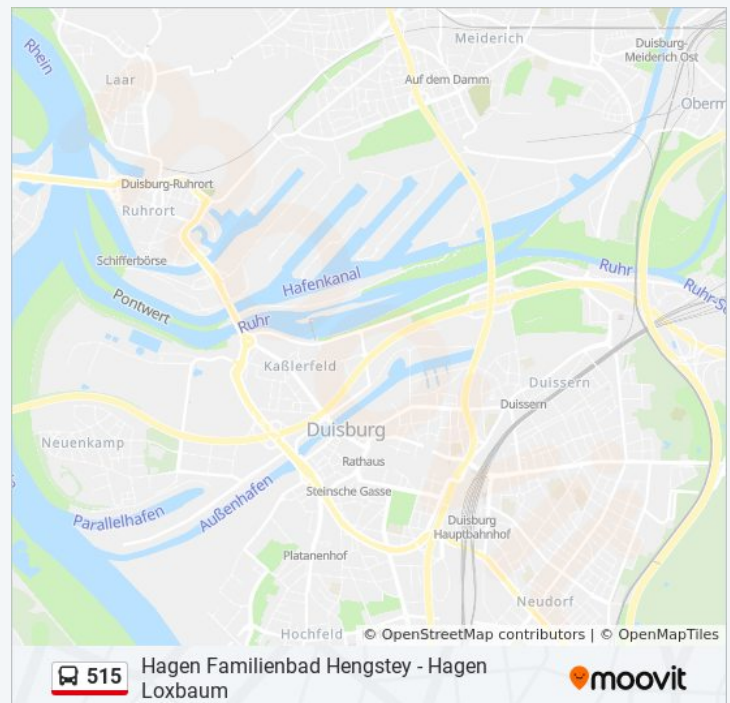 Rhein
Meiderich
Duisburg-
Meiderich Ost
Laar
Auf dem Damm
Oberm
Duisburg-Ruhrort
Ruhrort
Schifferbörse
Hafenkanal
Ruhr
Ruhr-Sc
Pontwert
Ruhr
Kaßlerfeld
Duissern
Duissern
Duisburg
Neuenkamp
Rathaus
Steinsche Gasse
Außenhafen
Parallelhafen
Duisburg
Hauptbahnhof
Platanenhof
Neudorf
Hochfeld
© OpenStreetMap contributors | © OpenMapTiles
515 Hagen Familienbad Hengstey - Hagen
Loxbaum
moovit